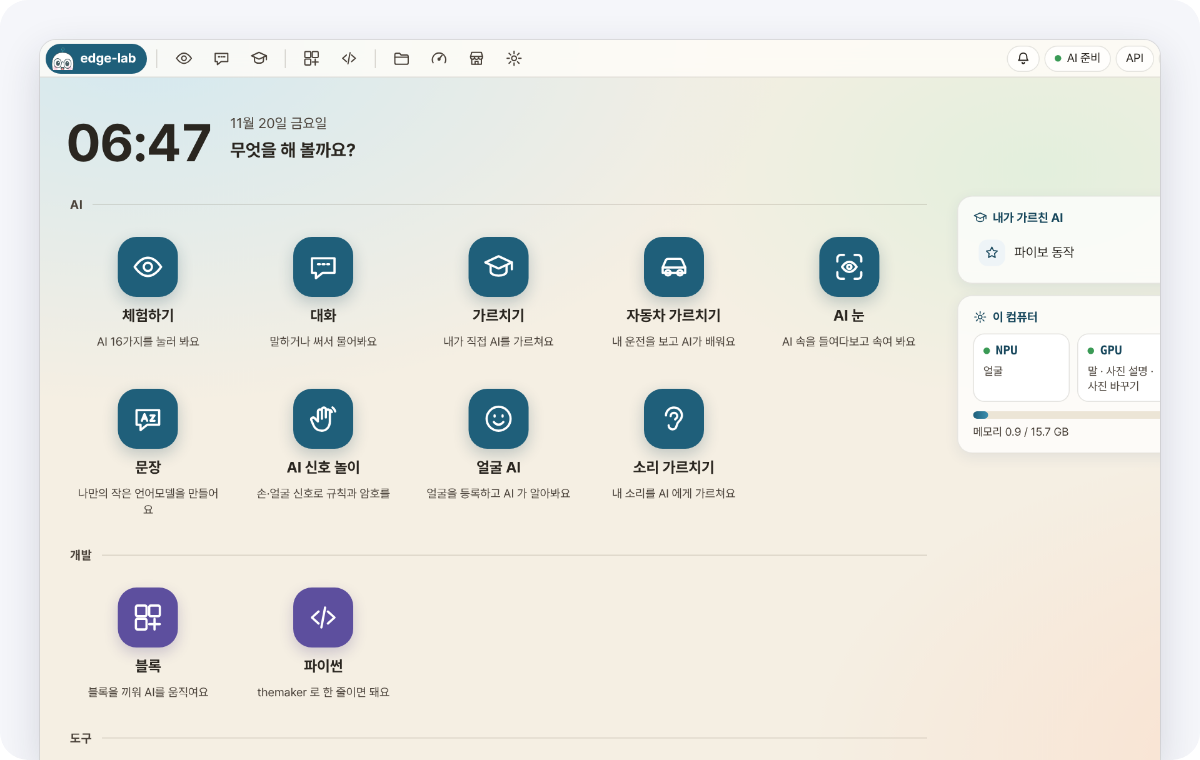 edge-lab
AI 준비
API
06:47
11월 20일 금요일
무엇을 해 볼까요?
AI
체험하기
AI 16가지를 눌러 봐요
대화
말하거나 써서 물어봐요
가르치기
내가 직접 AI를 가르쳐요
자동차 가르치기
내 운전을 보고 AI가 배워요
AI 눈
AI 속을 들여다보고 속여 봐요
문장
나만의 작은 언어모델을 만들어
요
AI 신호 놀이
손·얼굴 신호로 규칙과 암호를
얼굴 AI
얼굴을 등록하고 AI 가 알아봐요
소리 가르치기
내 소리를 AI 에게 가르쳐요
개발
블록
블록을 끼워 AI를 움직여요
파이썬
themaker 로 한 줄이면 돼요
도구
내가 가르친 AI
파이보 동작
이 컴퓨터
NPU
얼굴
GPU
말 · 사진 설명 ·
사진 바꾸기
메모리 0.9 / 15.7 GB